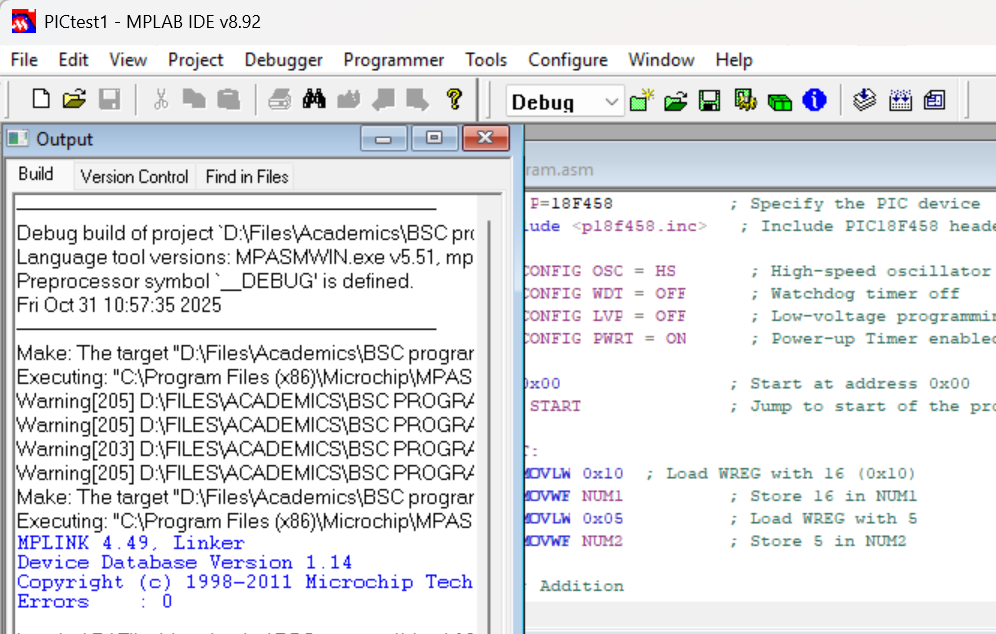 PICtest1 - MPLAB IDE v8.92
File Edit View Project Debugger Programmer Tools Configure Window Help
Debug
Output
Build Version Control Find in Files
Debug build of project `D:\Files\Academics\BSC pro
Language tool versions: MPASMWIN.exe v5.51, mp
Preprocessor symbol `__DEBUG' is defined.
Fri Oct 31 10:57:35 2025
Make: The target "D:\Files\Academics\BSC program
Executing: "C:\Program Files (x86)\Microchip\MPAS
Warning[205] D:\FILES\ACADEMICS\BSC PROGRA
Warning[205] D:\FILES\ACADEMICS\BSC PROGRA
Warning[203] D:\FILES\ACADEMICS\BSC PROGRA
Warning[205] D:\FILES\ACADEMICS\BSC PROGRA
Make: The target "D:\Files\Academics\BSC program
Executing: "C:\Program Files (x86)\Microchip\MPAS
MPLINK 4.49, Linker
Device Database Version 1.14
Copyright (c) 1998-2011 Microchip Tech
Errors : 0
ram.asm
P=18F458 ; Specify the PIC device
ude <p18f458.inc> ; Include PIC18F458 heade
CONFIG OSC = HS ; High-speed oscillator
CONFIG WDT = OFF ; Watchdog timer off
CONFIG LVP = OFF ; Low-voltage programmin
CONFIG PWRT = ON ; Power-up Timer enabled
0x00 ; Start at address 0x00
START ; Jump to start of the pro
T:
MOVLW 0x10 ; Load WREG with 16 (0x10)
MOVWF NUM1 ; Store 16 in NUM1
MOVLW 0x05 ; Load WREG with 5
MOVWF NUM2 ; Store 5 in NUM2
; Addition